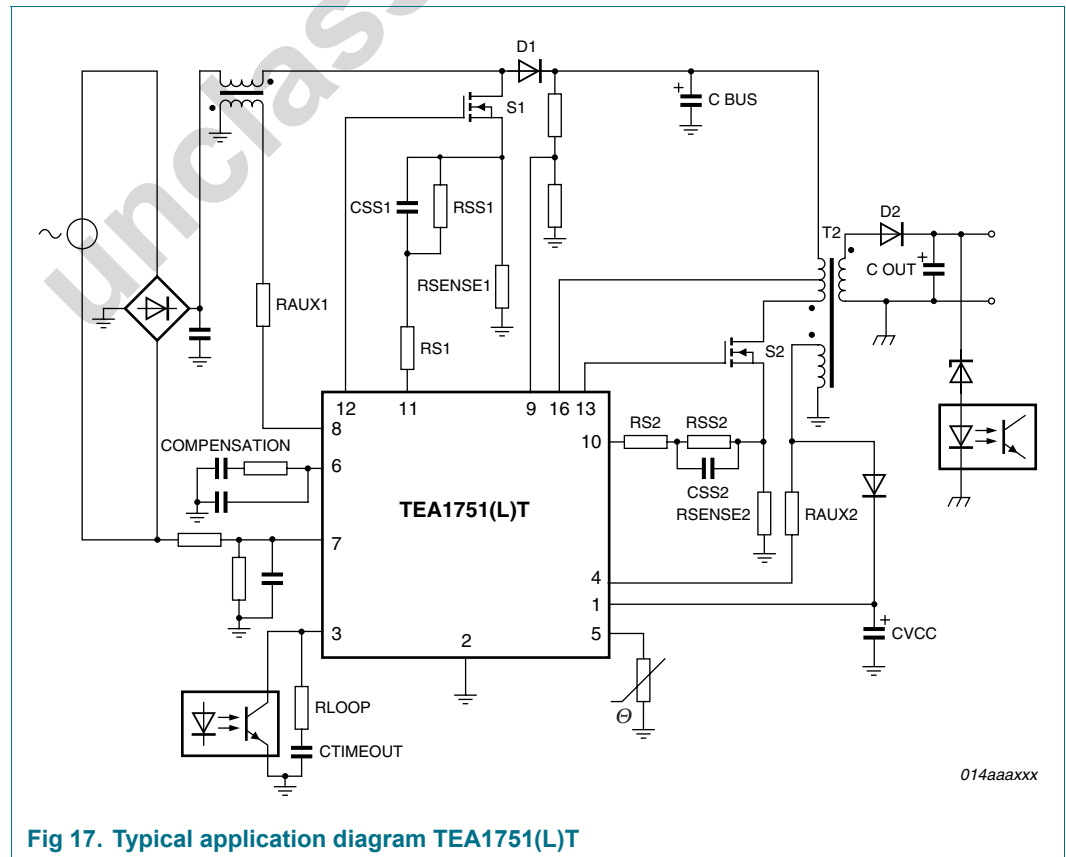 unclass
D1
S1
C BUS
CSS1
RSS1
RSENSE1
RAUX1
RS1
T2
D2
C OUT
S2
12
11
9
16
13
8
COMPENSATION
6
7
3
2
10
4
1
5
TEA1751(L)T
RS2
RSS2
CSS2
RSENSE2
RAUX2
CVCC
RLOOP
CTIMEOUT
Θ
014aaaxxx
Fig 17. Typical application diagram TEA1751(L)T